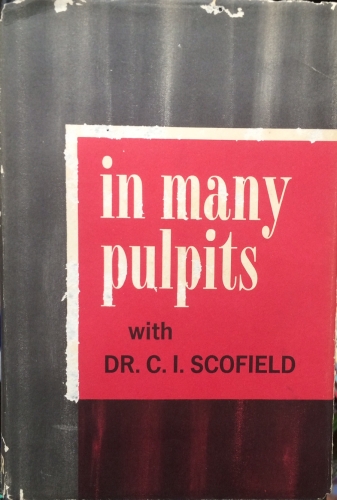 in many
pulpits
with
DR. C. I. SCOFIELD